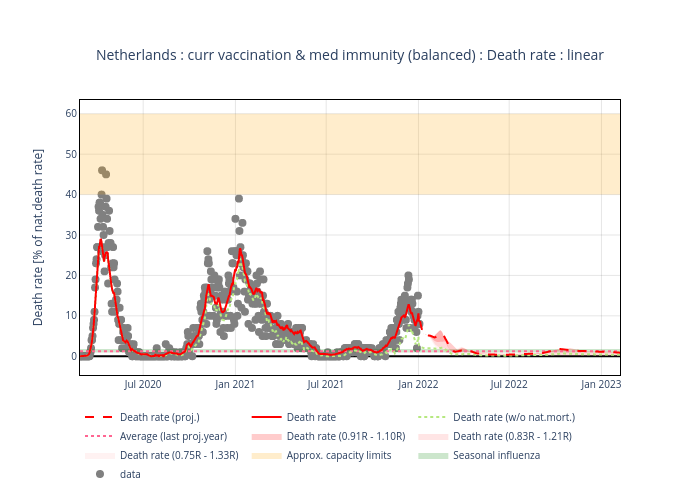 Netherlands : curr vaccination & med immunity (balanced) : Death rate : linear
Death rate [% of nat.death rate]
60
50
40
30
20
10
0
Jul 2020 Jan 2021 Jul 2021 Jan 2022 Jul 2022 Jan 2023
Death rate (proj.) Death rate Death rate (w/o nat.mort.)
Average (last proj.year) Death rate (0.91R - 1.10R) Death rate (0.83R - 1.21R)
Death rate (0.75R - 1.33R) Approx. capacity limits Seasonal influenza
data